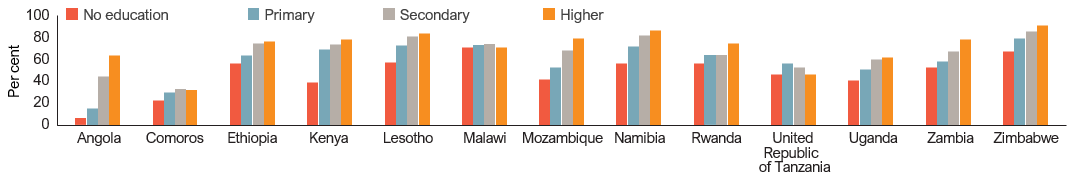 No education Primary Secondary Higher
Per cent
100
80
60
40
20
0
Angola Comoros Ethiopia Kenya Lesotho Malawi Mozambique Namibia Rwanda United Republic of Tanzania Uganda Zambia Zimbabwe